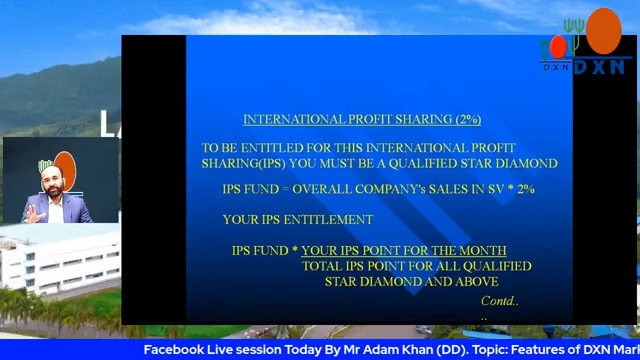 DXN
DXN
L
INTERNATIONAL PROFIT SHARING (2%)
TO BE ENTITLED FOR THIS INTERNATIONAL PROFIT
SHARING(IPS) YOU MUST BE A QUALIFIED STAR DIAMOND
IPS FUND = OVERALL COMPANY's SALES IN SV * 2%
YOUR IPS ENTITLEMENT
IPS FUND * YOUR IPS POINT FOR THE MONTH
TOTAL IPS POINT FOR ALL QUALIFIED
STAR DIAMOND AND ABOVE
Contd..
..
Facebook Live session Today By Mr Adam Khan (DD). Topic: Features of DXN Mark